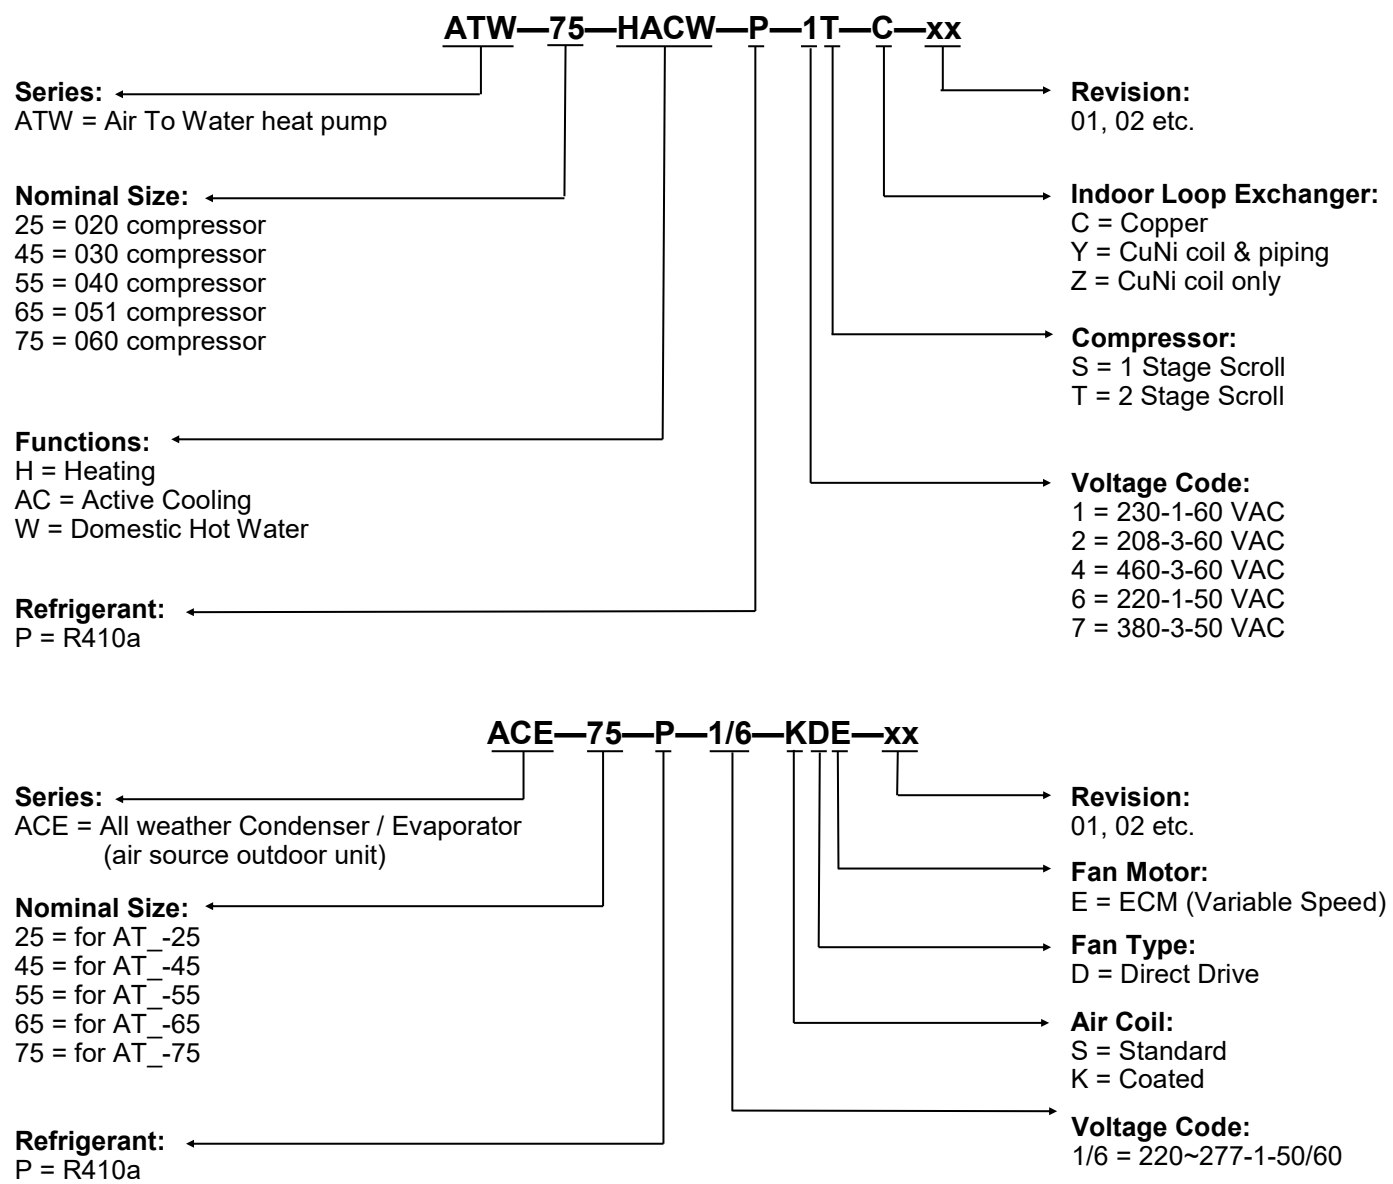 ATW—75—HACW—P—1T—C—xx
Series:
ATW = Air To Water heat pump
Nominal Size:
25 = 020 compressor
45 = 030 compressor
55 = 040 compressor
65 = 051 compressor
75 = 060 compressor
Functions:
H = Heating
AC = Active Cooling
W = Domestic Hot Water
Refrigerant:
P = R410a
Revision:
01, 02 etc.
Indoor Loop Exchanger:
C = Copper
Y = CuNi coil & piping
Z = CuNi coil only
Compressor:
S = 1 Stage Scroll
T = 2 Stage Scroll
Voltage Code:
1 = 230-1-60 VAC
2 = 208-3-60 VAC
4 = 460-3-60 VAC
6 = 220-1-50 VAC
7 = 380-3-50 VAC
ACE—75—P—1/6—KDE—xx
Series:
ACE = All weather Condenser / Evaporator
(air source outdoor unit)
Nominal Size:
25 = for AT_-25
45 = for AT_-45
55 = for AT_-55
65 = for AT_-65
75 = for AT_-75
Refrigerant:
P = R410a
Revision:
01, 02 etc.
Fan Motor:
E = ECM (Variable Speed)
Fan Type:
D = Direct Drive
Air Coil:
S = Standard
K = Coated
Voltage Code:
1/6 = 220~277-1-50/60